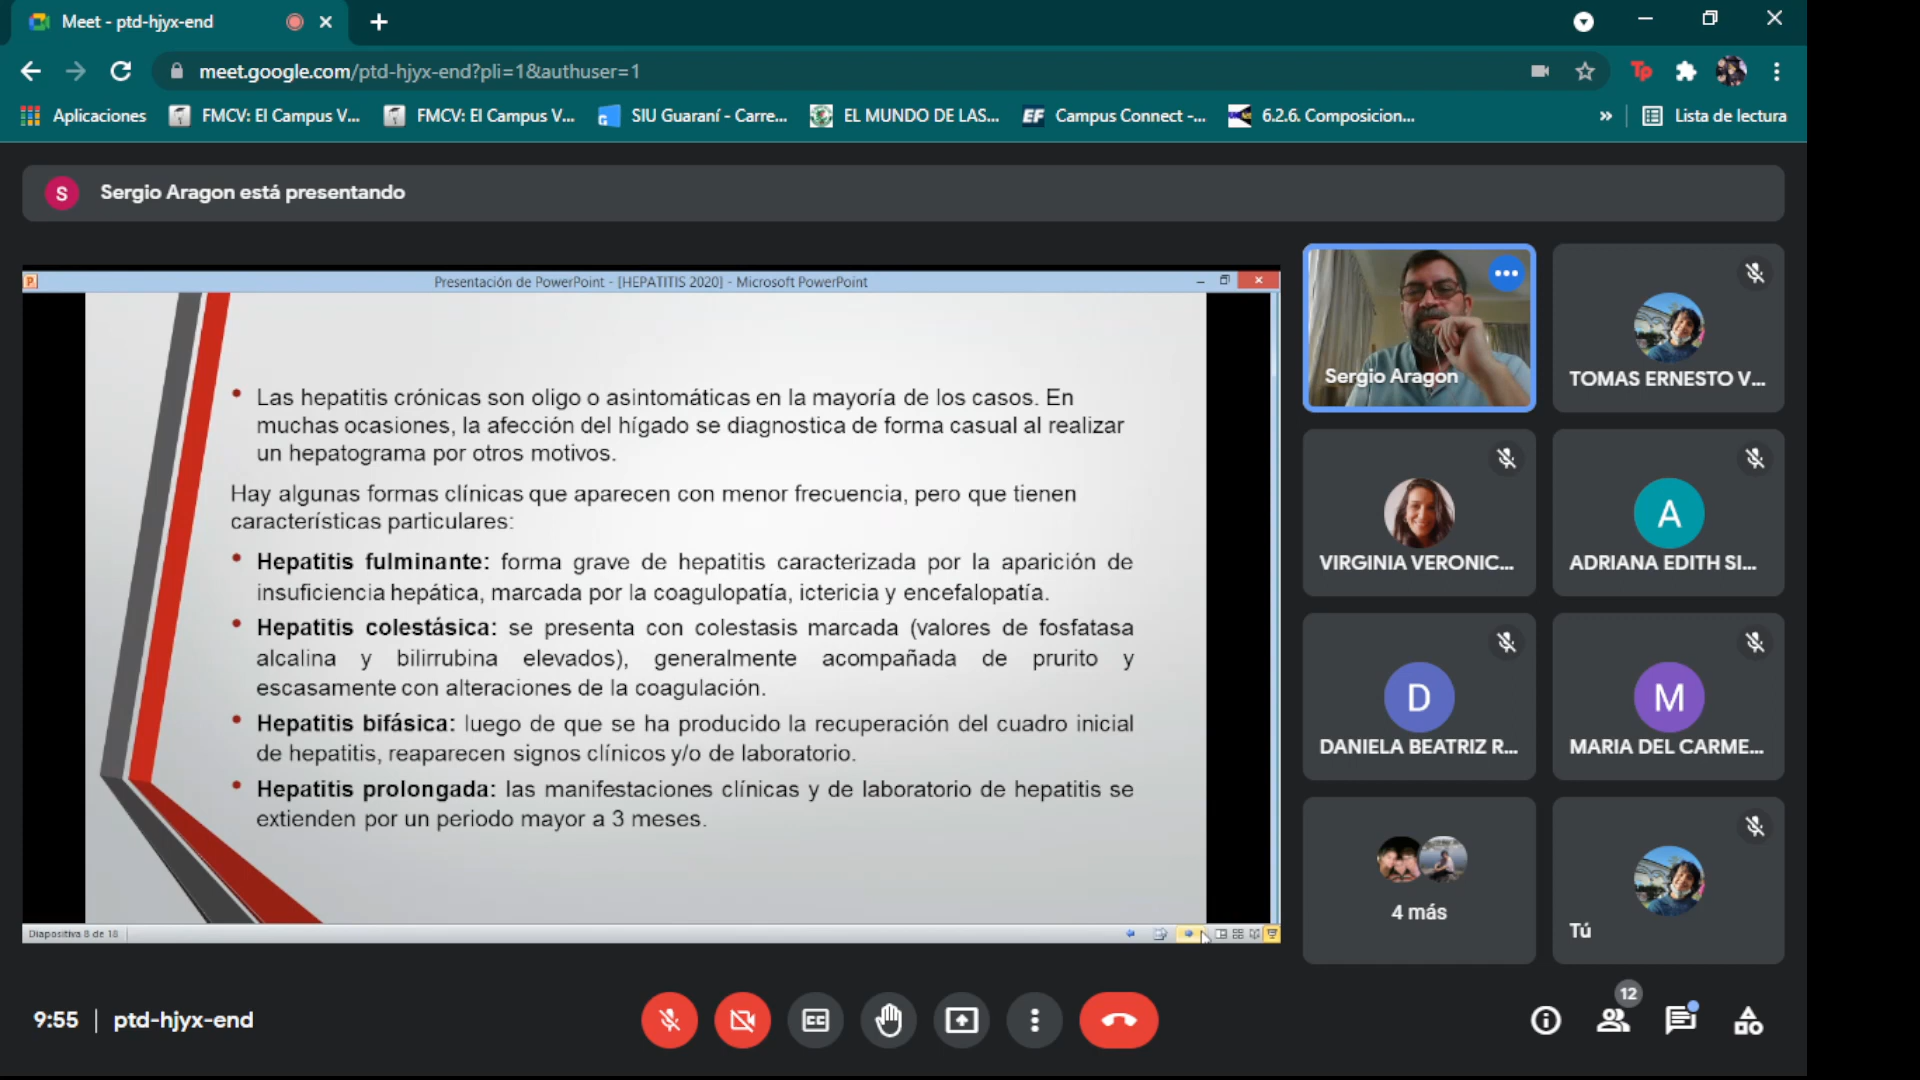 Meet - ptd-hjyx-end
meet.google.com/ptd-hjyx-end?pli=1&authuser=1
Tp
Aplicaciones
FMCV: El Campus V...
FMCV: El Campus V...
SIU Guaraní - Carre...
EL MUNDO DE LAS...
EF Campus Connect -...
6.2.6. Composicion...
»
Lista de lectura
S Sergio Aragon está presentando
Presentación de PowerPoint - [HEPATITIS 2020] - Microsoft PowerPoint
• Las hepatitis crónicas son oligo o asintomáticas en la mayoría de los casos. En
muchas ocasiones, la afección del hígado se diagnostica de forma casual al realizar
un hepatograma por otros motivos.
Hay algunas formas clínicas que aparecen con menor frecuencia, pero que tienen
características particulares:
• Hepatitis fulminante: forma grave de hepatitis caracterizada por la aparición de
insuficiencia hepática, marcada por la coagulopatía, ictericia y encefalopatía.
• Hepatitis colestásica: se presenta con colestasis marcada (valores de fosfatasa
alcalina y bilirrubina elevados), generalmente acompañada de prurito y
escasamente con alteraciones de la coagulación.
• Hepatitis bifásica: luego de que se ha producido la recuperación del cuadro inicial
de hepatitis, reaparecen signos clínicos y/o de laboratorio.
• Hepatitis prolongada: las manifestaciones clínicas y de laboratorio de hepatitis se
extienden por un periodo mayor a 3 meses.
Diapositiva 8 de 18
Sergio Aragon
TOMAS ERNESTO V...
VIRGINIA VERONIC...
A
ADRIANA EDITH SI...
D
DANIELA BEATRIZ R...
M
MARIA DEL CARME...
4 más
Tú
9:55 | ptd-hjyx-end
CC
12